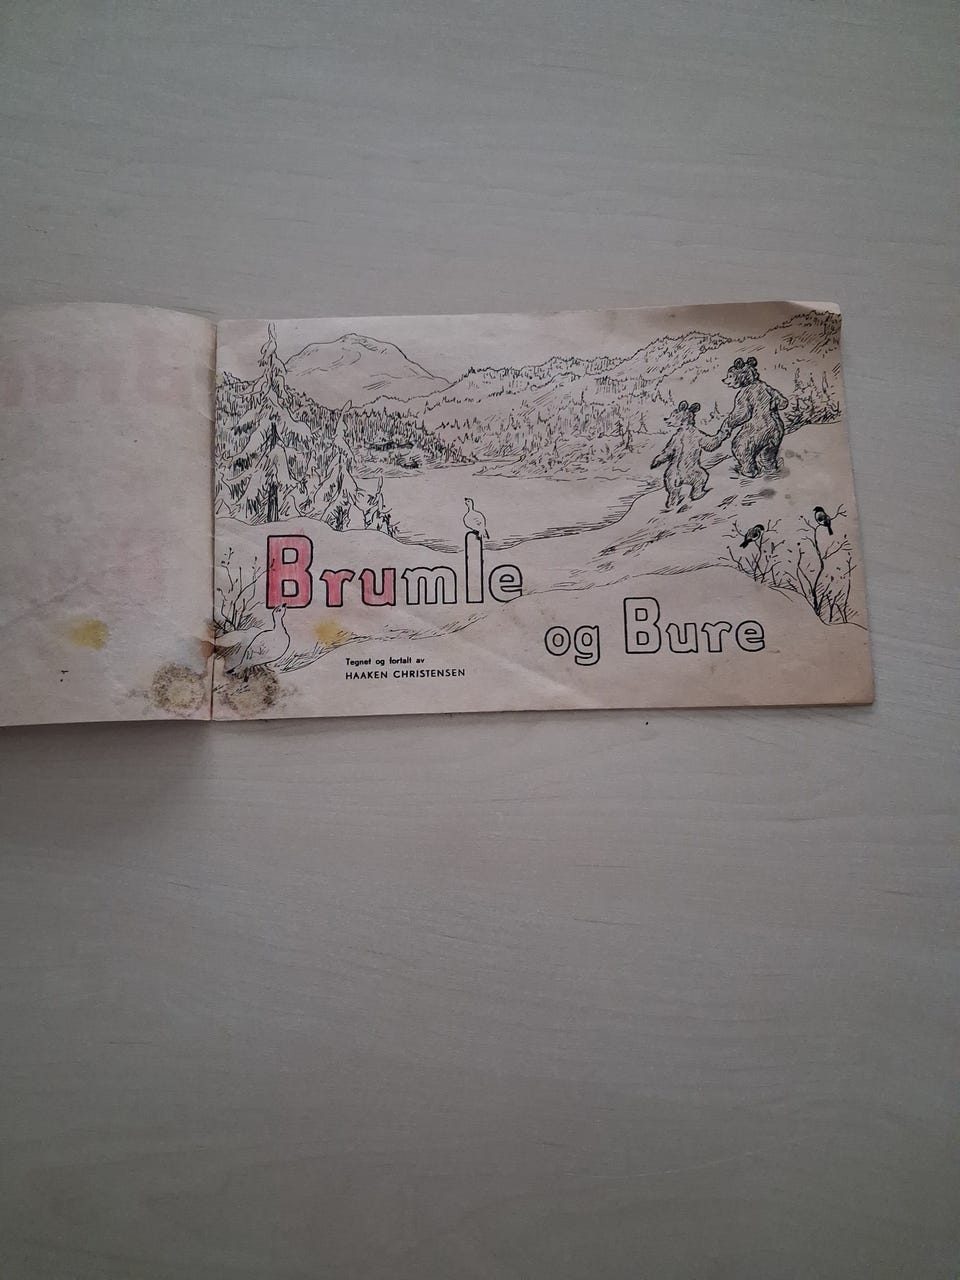 Brumle
og Bure
Tegnet og fortalt av
HAAKEN CHRISTENSEN